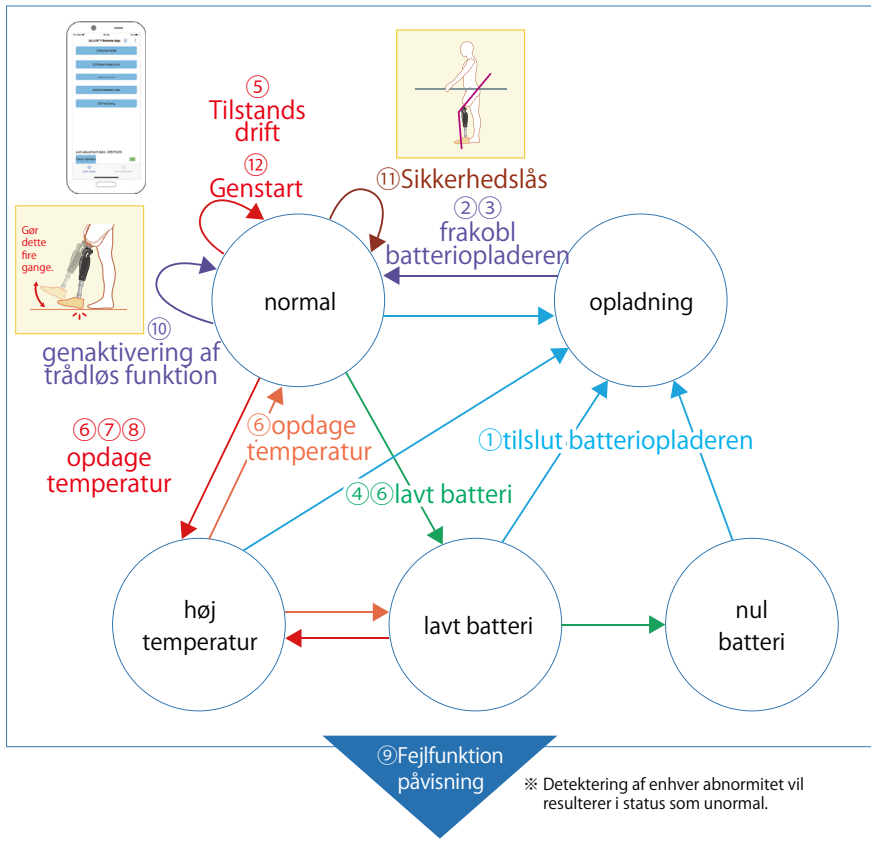 ⑤
Tilstands
drift
⑫
Genstart
⑪Sikkerhedslås
②③
frakobl
batteriopladeren
Gør
dette
fire
gange.
normal
opladning
⑩
genaktivering af
trådløs funktion
⑥⑦⑧
opdage
temperatur
⑥opdage
temperatur
①tilslut batteriopladeren
④⑥lavt batteri
høj
temperatur
lavt batteri
nul
batteri
⑨Fejlfunktion
påvisning
※ Detektering af enhver abnormitet vil
resulterer i status som unormal.